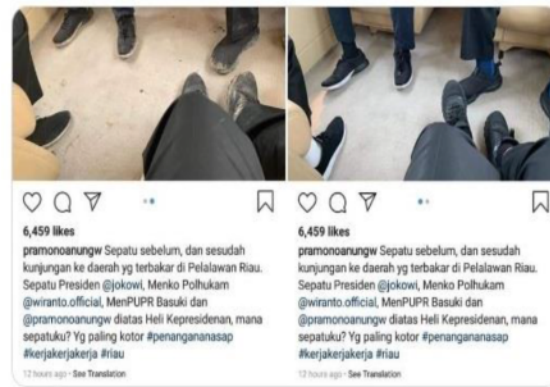 6,459 likes
pramonoanungw Sepatu sebelum, dan sesudah
kunjungan ke daerah yg terbakar di Pelalawan Riau.
Sepatu Presiden @jokowi, Menko Polhukam
@wiranto.official, MenPUPR Basuki dan
@pramonoanungw diatas Heli Kepresidenan, mana
sepatuku? Yg paling kotor #penangananasap
#kerjakerjakerja #riau
12 hours ago • See Translation
6,459 likes
pramonoanungw Sepatu sebelum, dan sesudah
kunjungan ke daerah yg terbakar di Pelalawan Riau.
Sepatu Presiden @jokowi, Menko Polhukam
@wiranto.official, MenPUPR Basuki dan
@pramonoanungw diatas Heli Kepresidenan, mana
sepatuku? Yg paling kotor #penangananasap
#kerjakerjakerja #riau
12 hours ago • See Translation